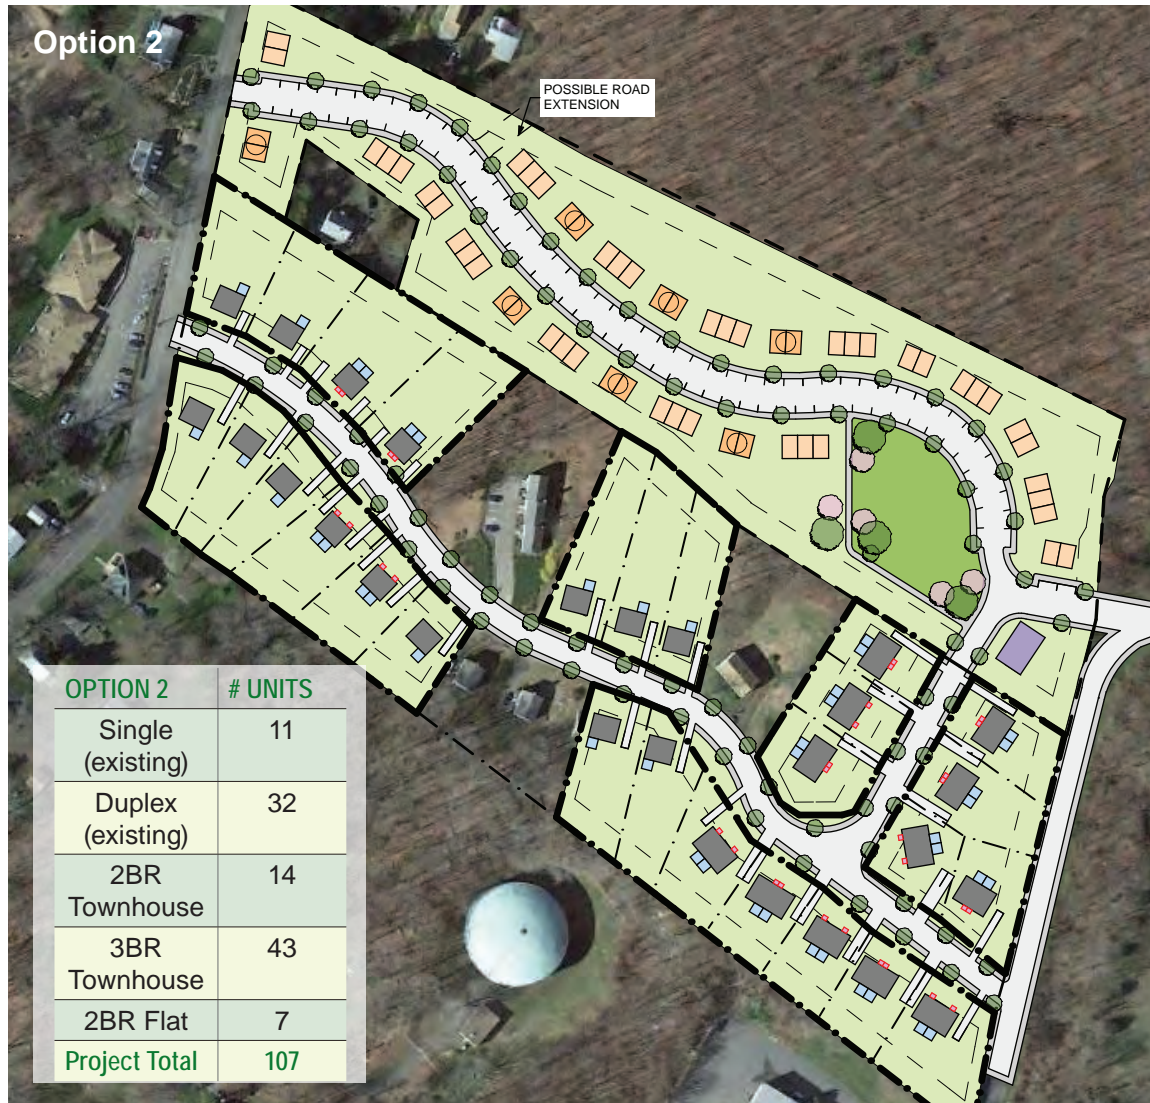 Option 2
POSSIBLE ROAD
EXTENSION
OPTION 2 # UNITS
Single
(existing) 11
Duplex
(existing) 32
2BR
Townhouse 14
3BR
Townhouse 43
2BR Flat 7
Project Total 107